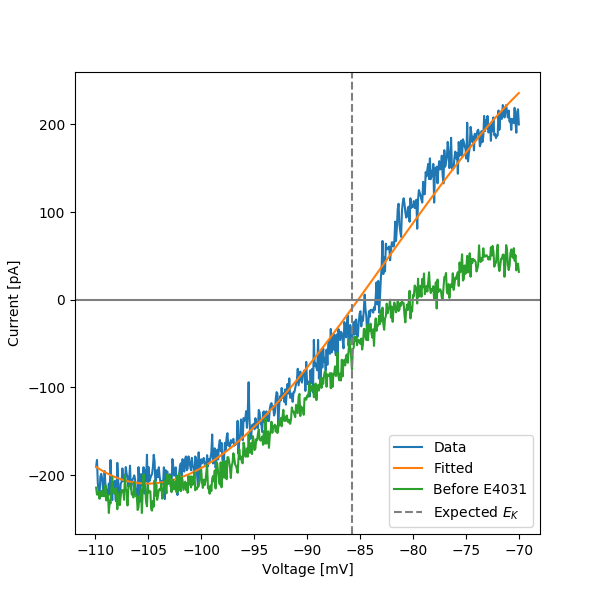 Current [pA]
200
100
0
−100
−200
−110
−105
−100
−95
−90
−85
−80
−75
−70
Voltage [mV]
Data
Fitted
Before E4031
Expected E_K